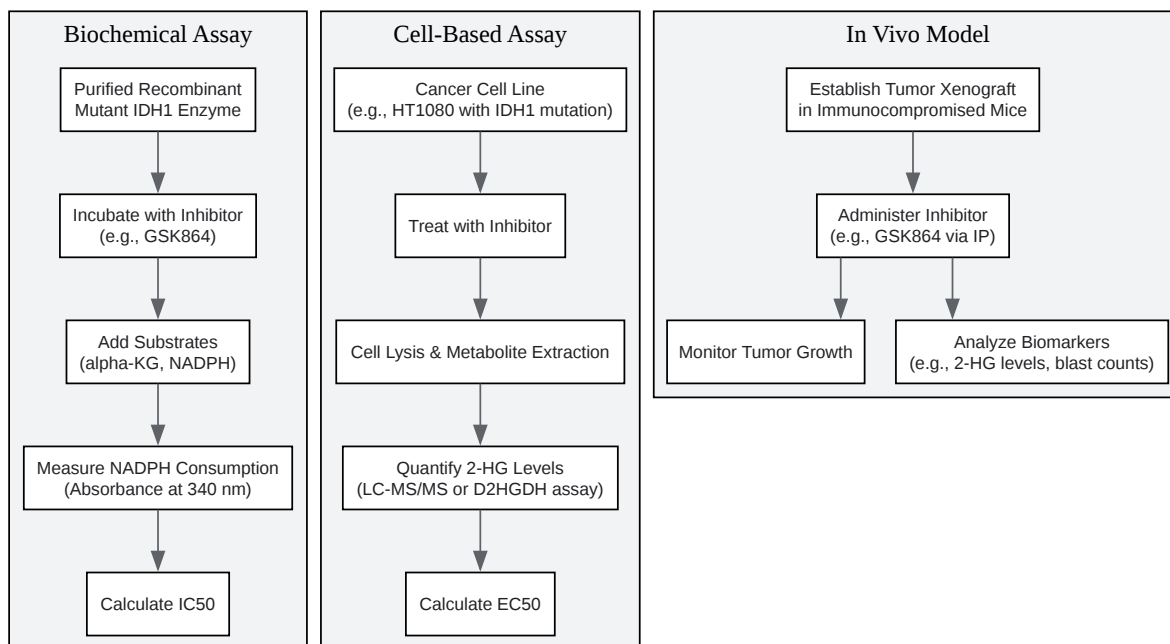 Biochemical Assay
Purified Recombinant
Mutant IDH1 Enzyme
Incubate with Inhibitor
(e.g., GSK864)
Add Substrates
(alpha-KG, NADPH)
Measure NADPH Consumption
(Absorbance at 340 nm)
Calculate IC50
Cell-Based Assay
Cancer Cell Line
(e.g., HT1080 with IDH1 mutation)
Treat with Inhibitor
Cell Lysis & Metabolite Extraction
Quantify 2-HG Levels
(LC-MS/MS or D2HGDH assay)
Calculate EC50
In Vivo Model
Establish Tumor Xenograft
in Immunocompromised Mice
Administer Inhibitor
(e.g., GSK864 via IP)
Monitor Tumor Growth
Analyze Biomarkers
(e.g., 2-HG levels, blast counts)